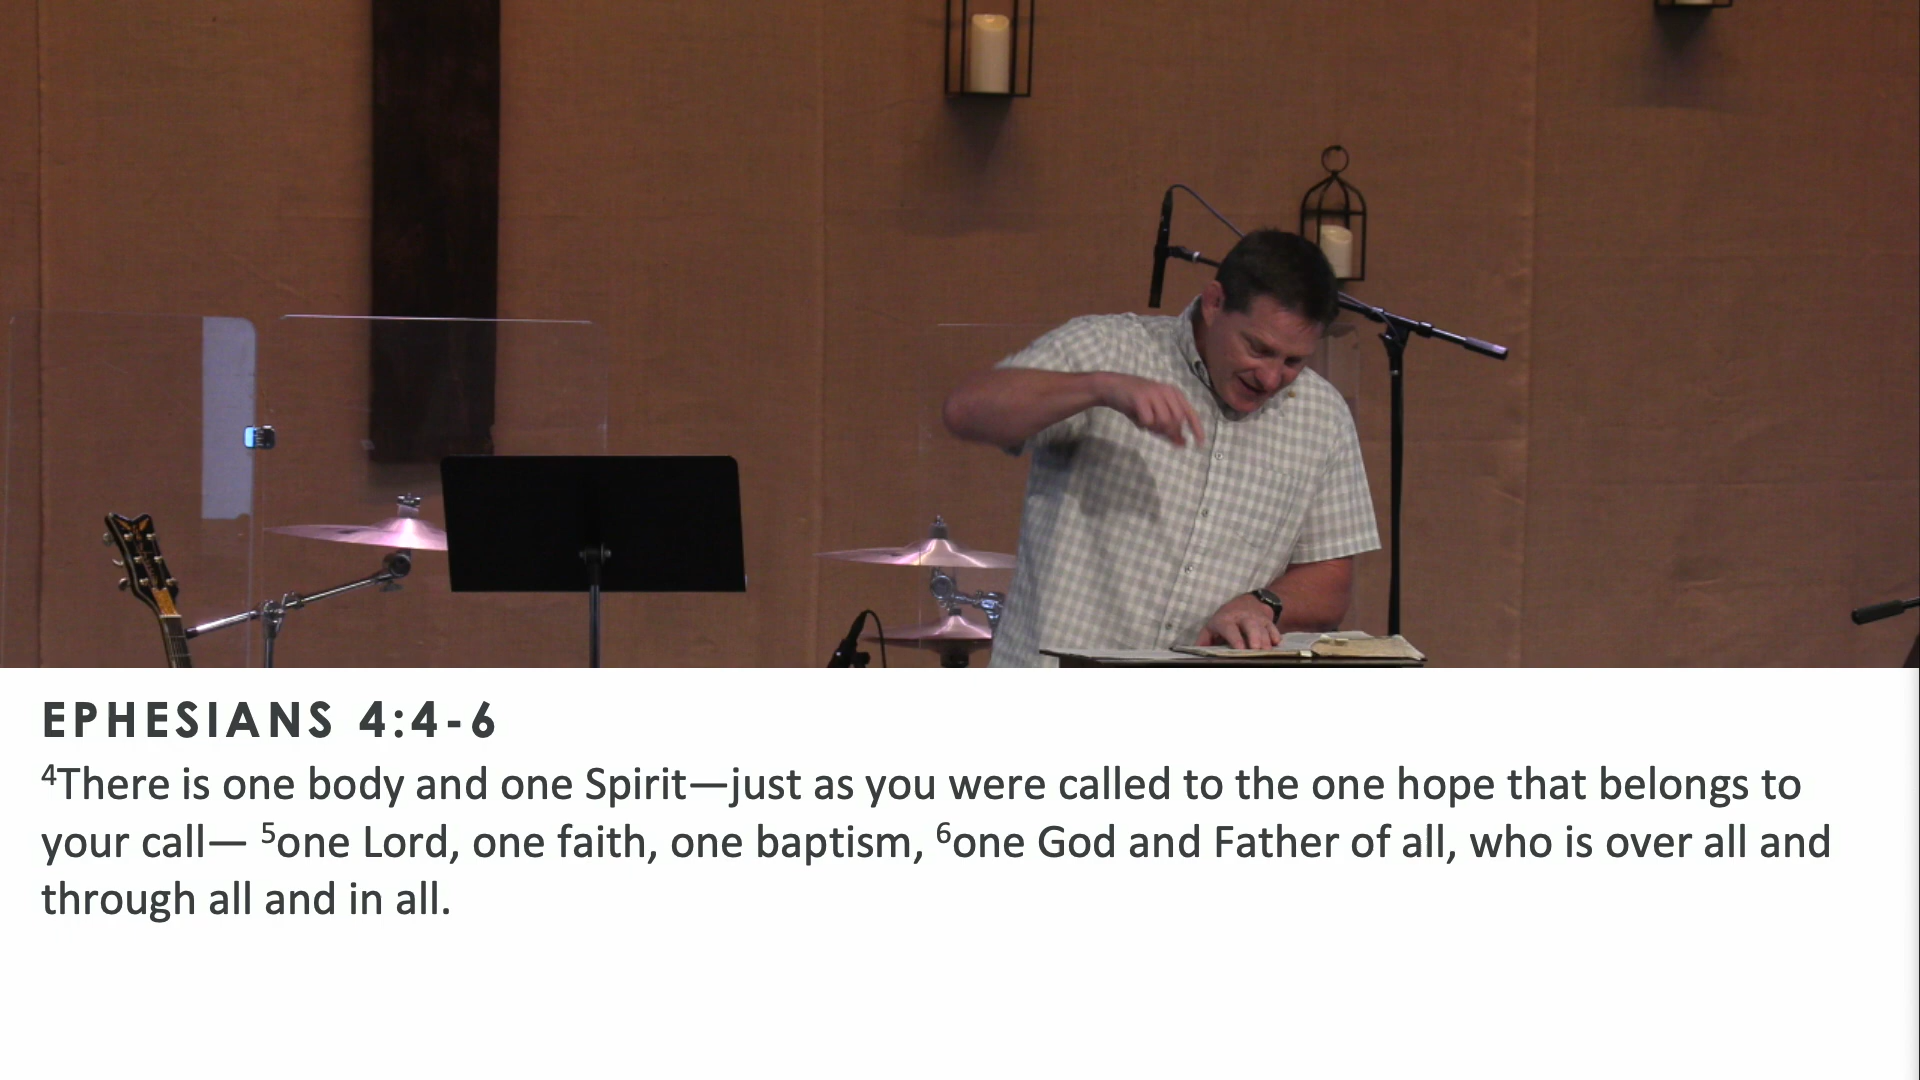 EPHESIANS 4:4-6
⁴There is one body and one Spirit—just as you were called to the one hope that belongs to
your call— ⁵one Lord, one faith, one baptism, ⁶one God and Father of all, who is over all and
through all and in all.